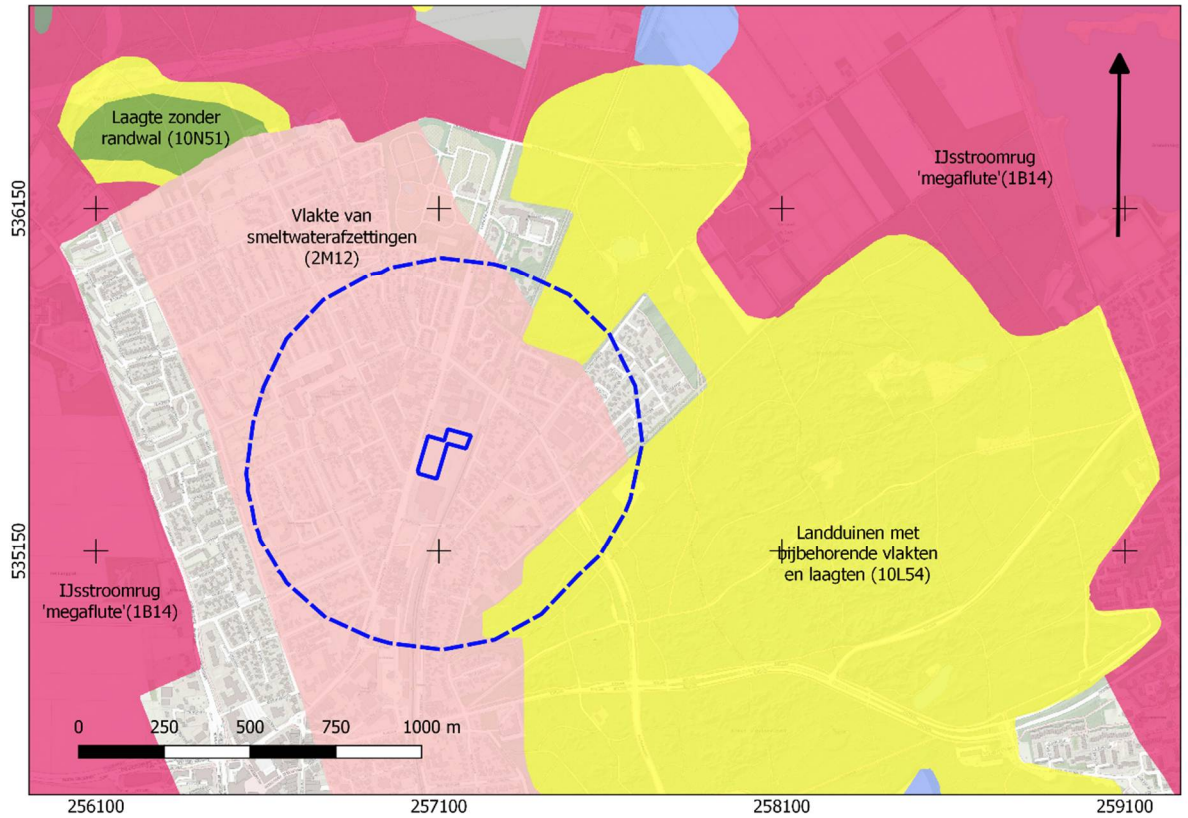 Laagte zonder
randwal (10N51)
IJsstroomrug
'megaflute'(1B14)
536150
Vlakte van
smeltwaterafzettingen
(2M12)
Landduinen met
bijbehorende vlakten
en laagten (10L54)
535150
IJsstroomrug
'megaflute'(1B14)
0 250 500 750 1000 m
256100 257100 258100 259100